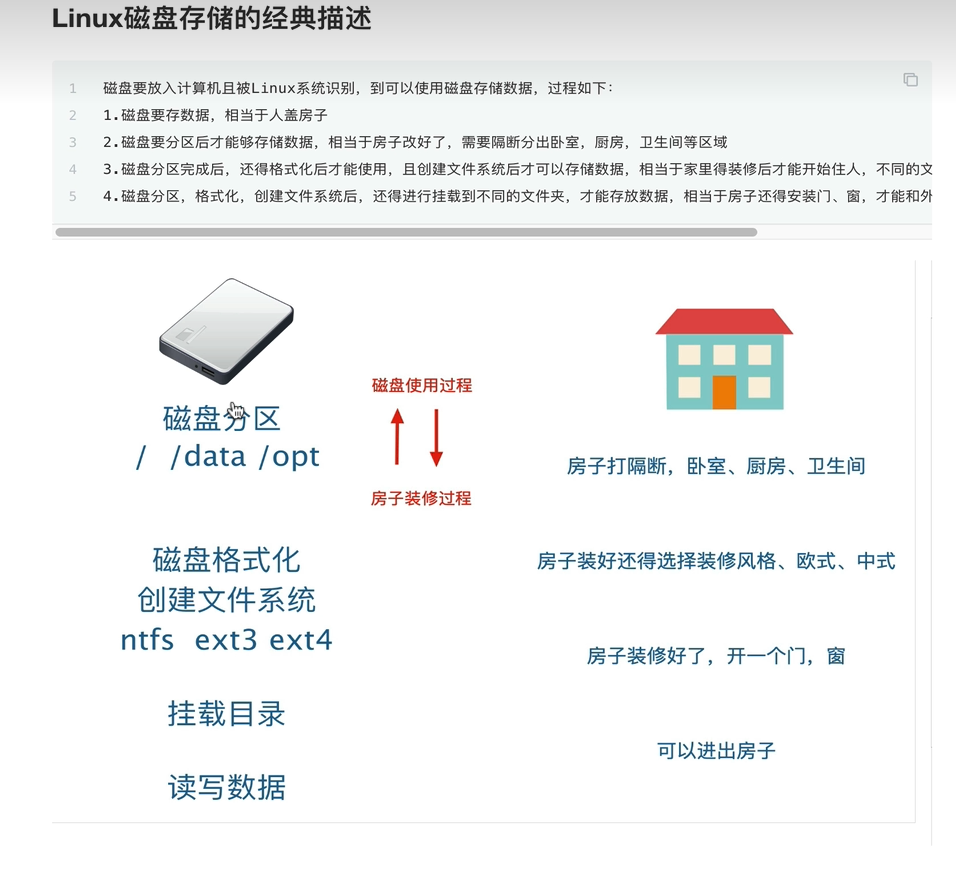 Linux磁盘存储的经典描述
1 磁盘要放入计算机且被Linux系统识别，到可以使用磁盘存储数据，过程如下：
2 1.磁盘要存数据，相当于人盖房子
3 2.磁盘要分区后才能够存储数据，相当于房子改好了，需要隔断分出卧室，厨房，卫生间等区域
4 3.磁盘分区完成后，还得格式化后才能使用，且创建文件系统后才可以存储数据，相当于家里得装修后才能开始住人，不同的文
5 4.磁盘分区，格式化，创建文件系统后，还得进行挂载到不同的文件夹，才能存放数据，相当于房子还得安装门、窗，才能和外
磁盘分区
/ /data /opt
磁盘格式化
创建文件系统
ntfs ext3 ext4
挂载目录
读写数据
磁盘使用过程
房子装修过程
房子打隔断，卧室、厨房、卫生间
房子装好还得选择装修风格、欧式、中式
房子装修好了，开一个门，窗
可以进出房子